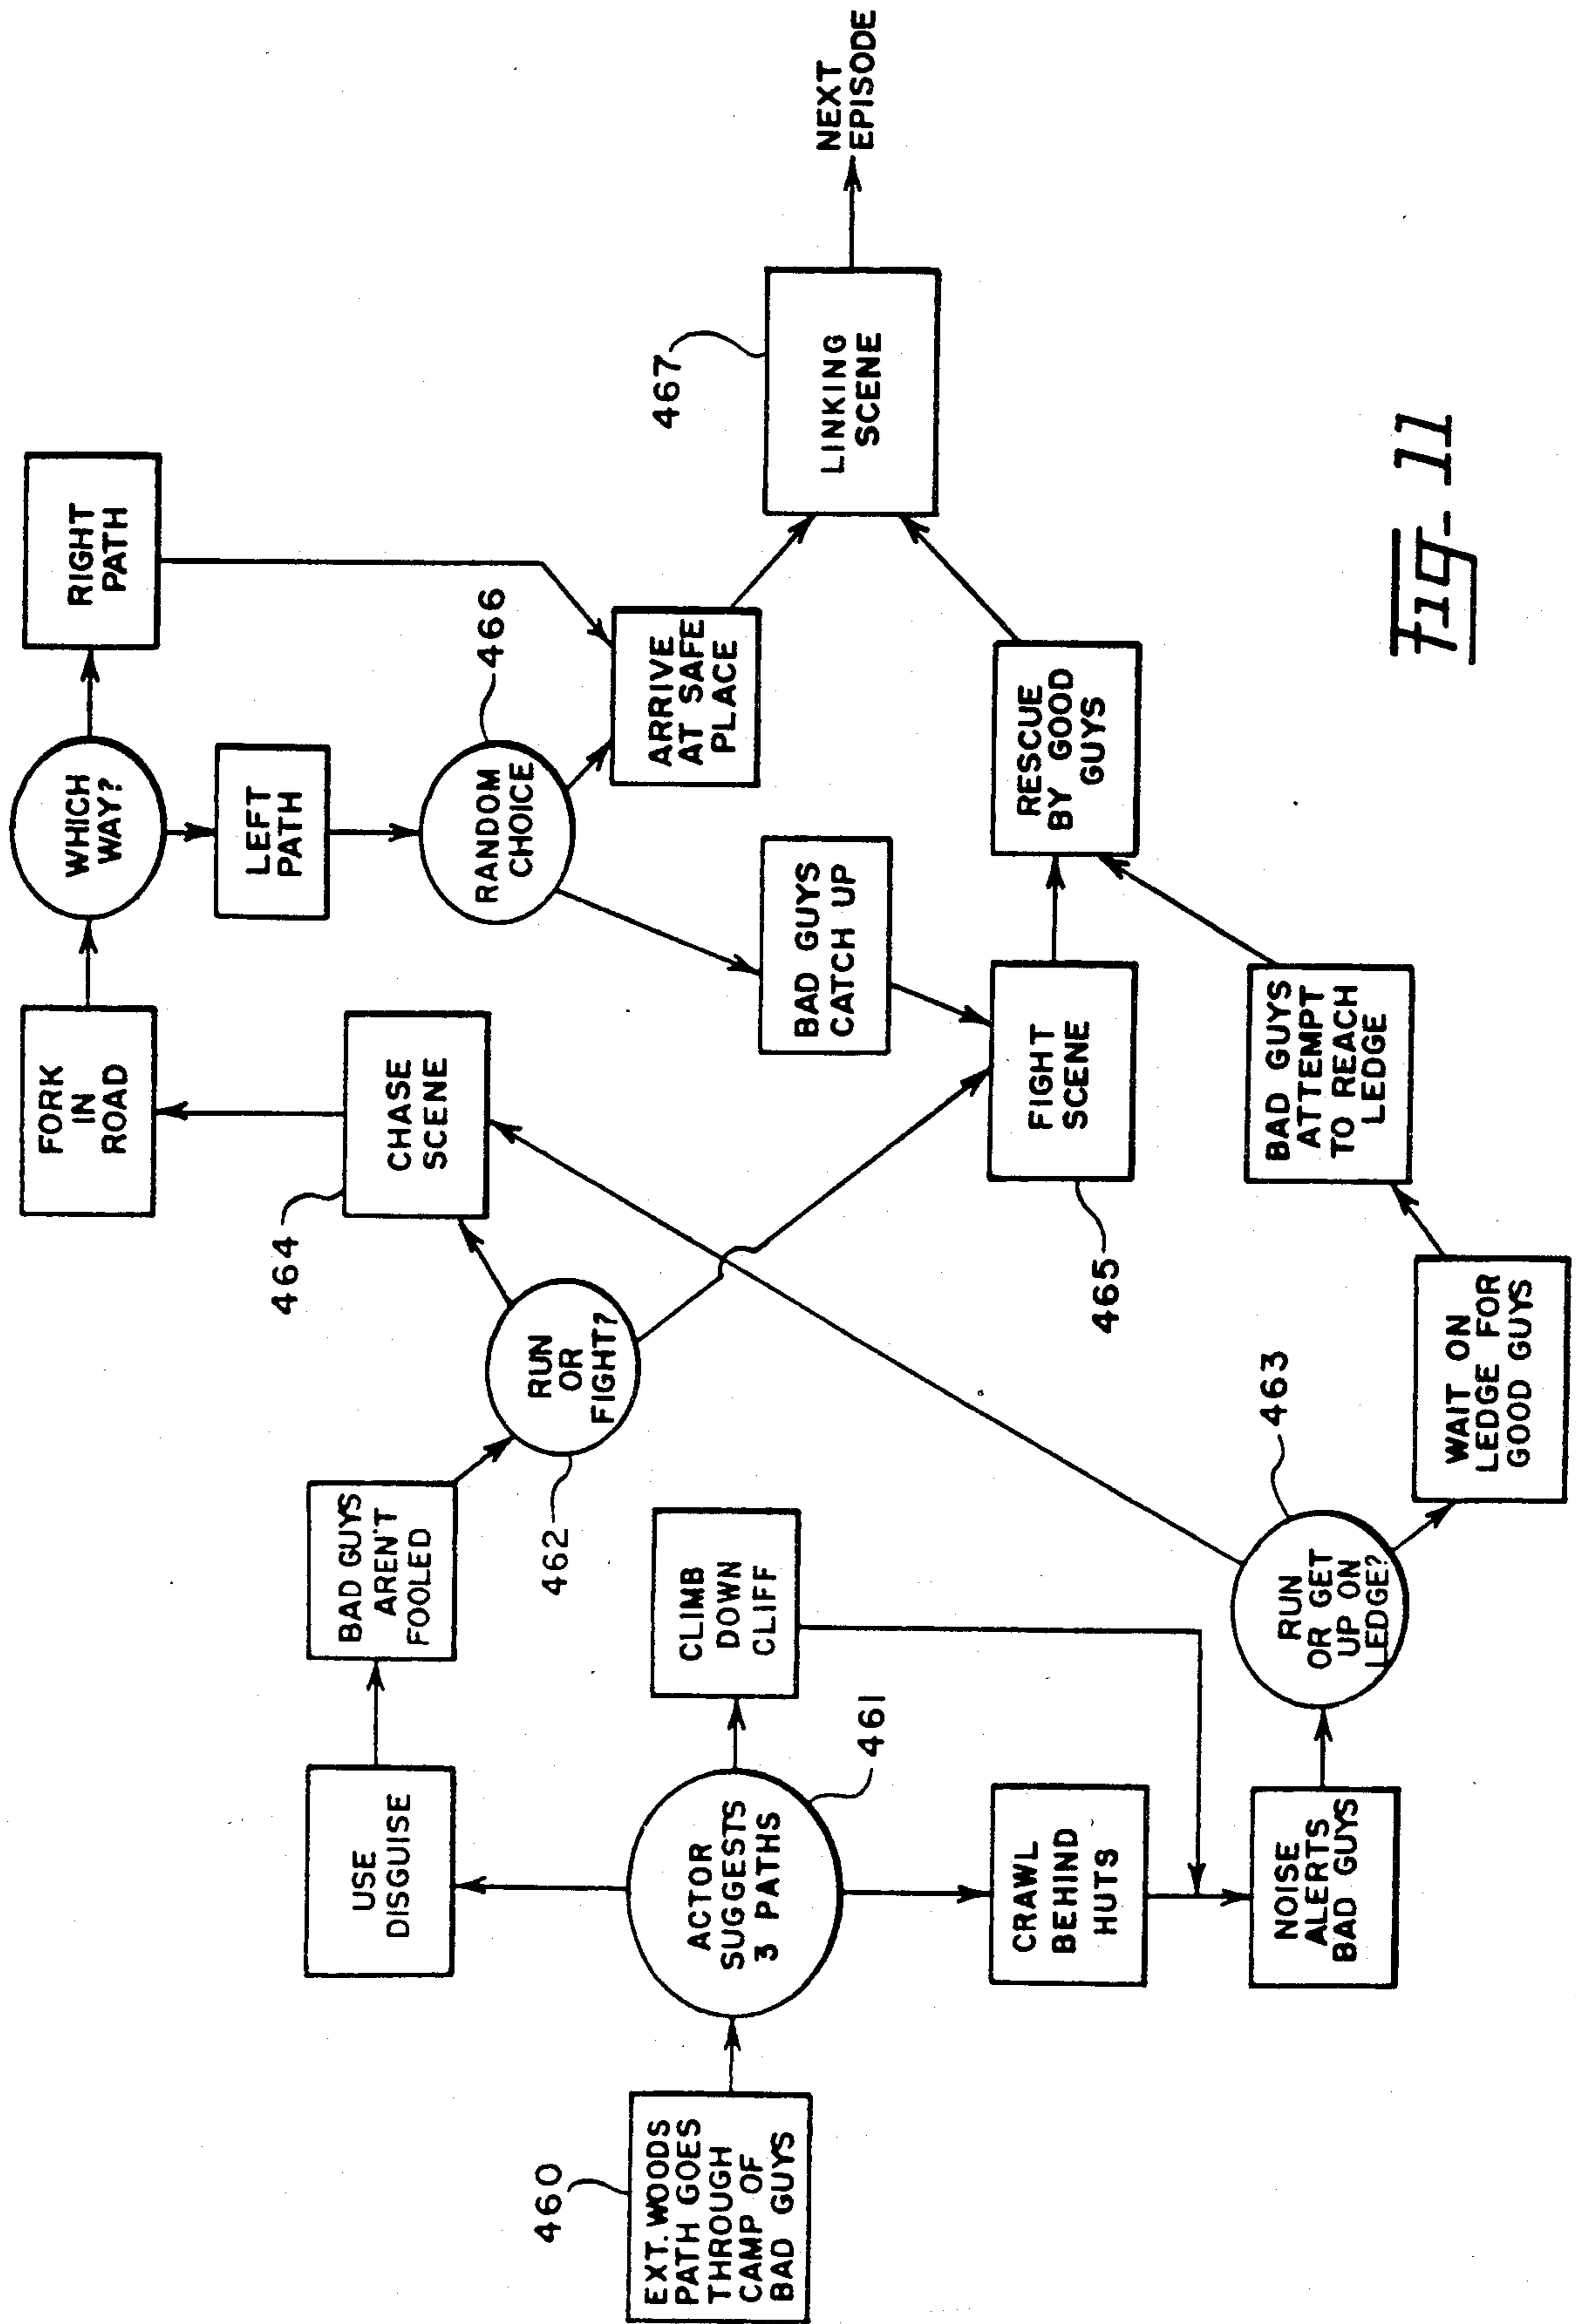 460
EXT. WOODS
PATH GOES
THROUGH
CAMP OF
BAD GUYS
ACTOR
SUGGESTS
3 PATHS
461
USE
DISGUISE
BAD GUYS
AREN'T
FOOLED
CLIMB
DOWN
CLIFF
CRAWL
BEHIND
HUTS
NOISE
ALERTS
BAD GUYS
RUN
OR
FIGHT?
462
RUN
OR GET
UP ON
LEDGE?
463
464
CHASE
SCENE
FORK
IN
ROAD
WHICH
WAY?
RIGHT
PATH
LEFT
PATH
RANDOM
CHOICE
466
ARRIVE
AT SAFE
PLACE
BAD GUYS
CATCH UP
FIGHT
SCENE
465
WAIT ON
LEDGE FOR
GOOD GUYS
BAD GUYS
ATTEMPT
TO REACH
LEDGE
RESCUE
BY GOOD
GUYS
467
LINKING
SCENE
NEXT
EPISODE
Fig-11